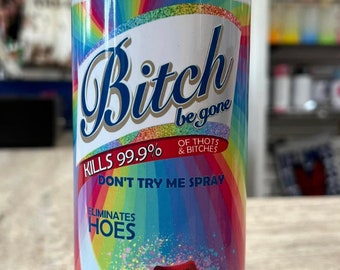 Bitch
be gone
KILLS 99.9% OF THOTS
& BITCHES
DON'T TRY ME SPRAY
ELIMINATES
HOES